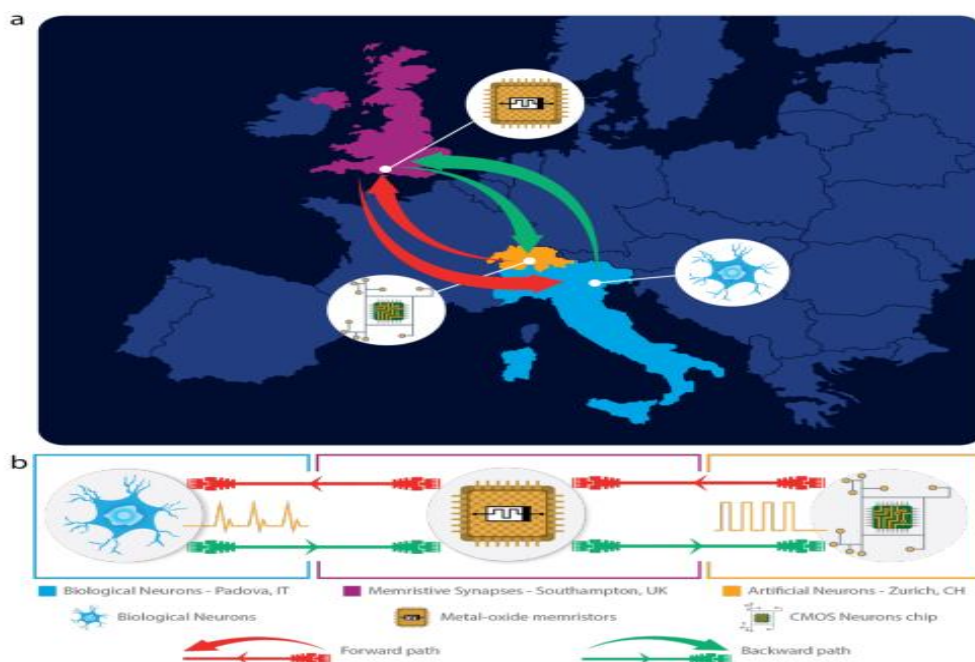 a
b
Biological Neurons - Padova, IT
Memristive Synapses - Southampton, UK
Artificial Neurons - Zurich, CH
Biological Neurons
Metal-oxide memristors
CMOS Neurons chip
Forward path
Backward path